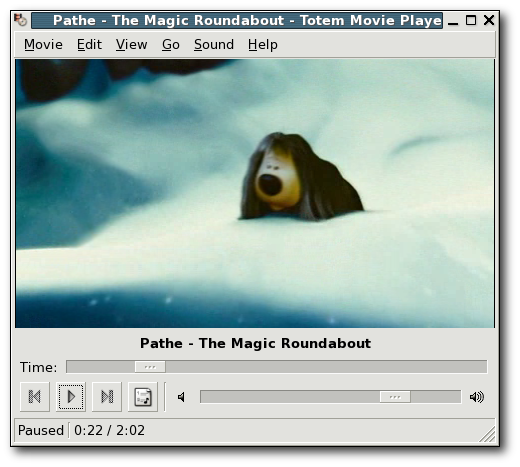 Pathe - The Magic Roundabout - Totem Movie Playe
Movie Edit View Go Sound Help
Pathe - The Magic Roundabout
Time:
Paused 0:22 / 2:02